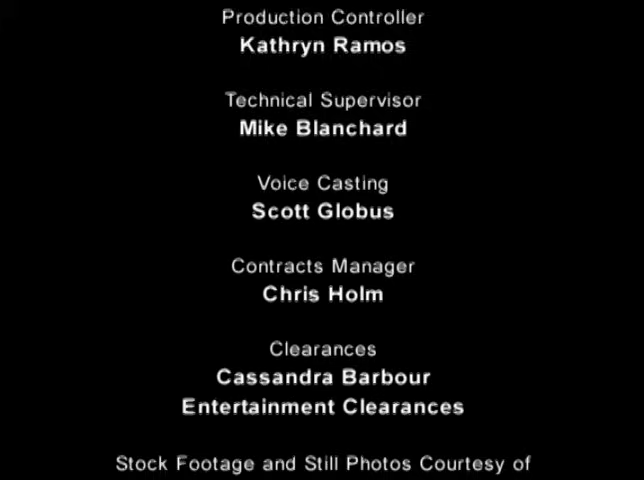 Production Controller
Kathryn Ramos
Technical Supervisor
Mike Blanchard
Voice Casting
Scott Globus
Contracts Manager
Chris Holm
Clearances
Cassandra Barbour
Entertainment Clearances
Stock Footage and Still Photos Courtesy of